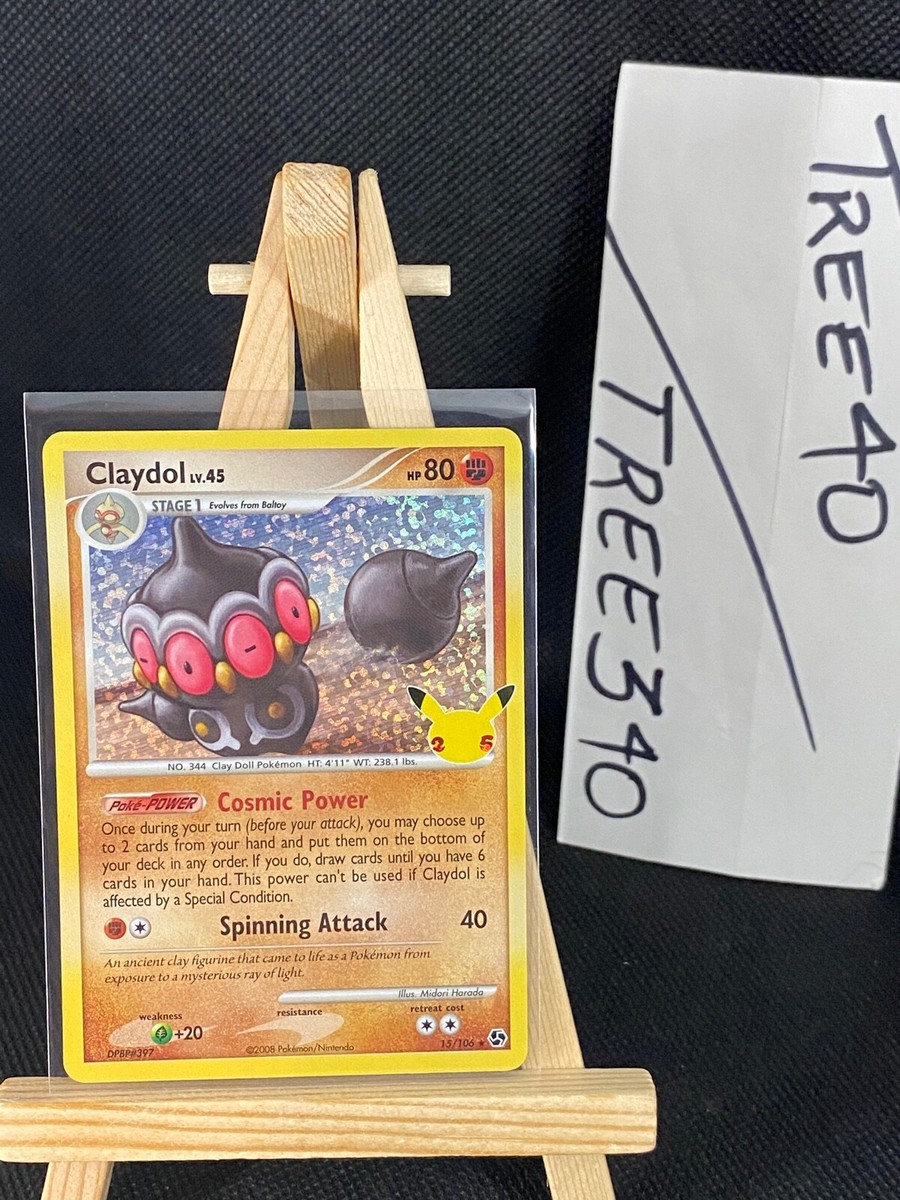 Claydol LV.45 HP 80
STAGE 1 Evolves from Baltoy
25
NO. 344 Clay Doll Pokémon HT: 4'11" WT: 238.1 lbs.
Poké-POWER Cosmic Power
Once during your turn (before your attack), you may choose up
to 2 cards from your hand and put them on the bottom of
your deck in any order. If you do, draw cards until you have 6
cards in your hand. This power can't be used if Claydol is
affected by a Special Condition.
Spinning Attack 40
An ancient clay figurine that came to life as a Pokémon from
exposure to a mysterious ray of light.
Illus. Midori Harada
weakness resistance retreat cost
+20
DPBP#397 ©2008 Pokémon/Nintendo 15/106
TREE40
/ TREE340